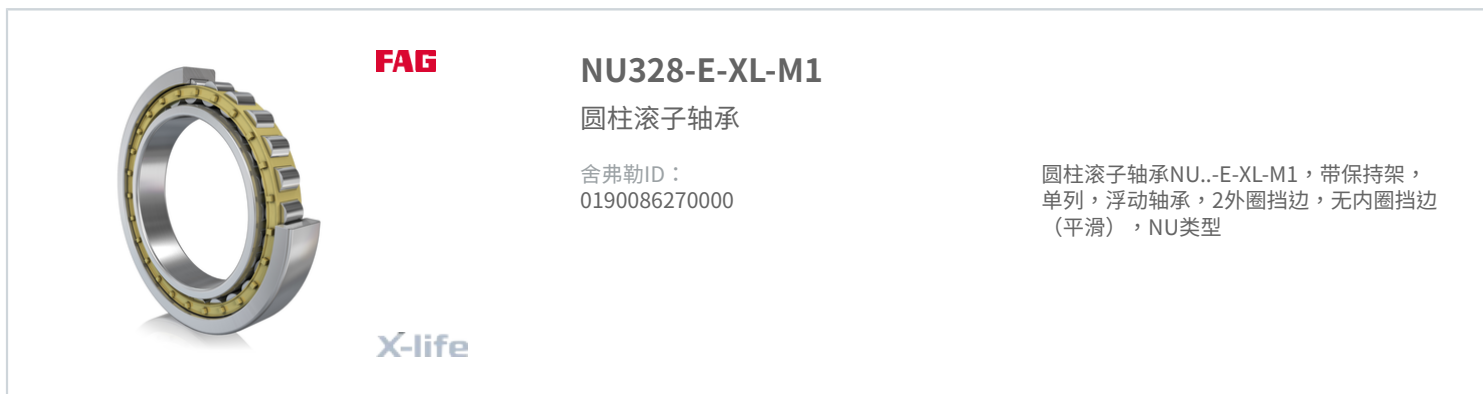 FAG
NU328-E-XL-M1
圆柱滚子轴承
舍弗勒ID：
0190086270000
圆柱滚子轴承NU..-E-XL-M1，带保持架，
单列，浮动轴承，2外圈挡边，无内圈挡边
（平滑），NU类型
X-life